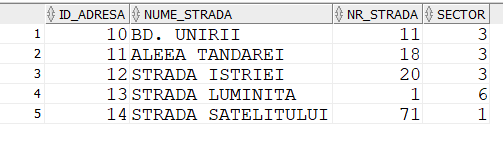 ID_ADRESA NUME_STRADA NR_STRADA SECTOR
1 10 BD. UNIRII 11 3
2 11 ALEEA TANDAREI 18 3
3 12 STRADA ISTRIEI 20 3
4 13 STRADA LUMINITA 1 6
5 14 STRADA SATELITULUI 71 1